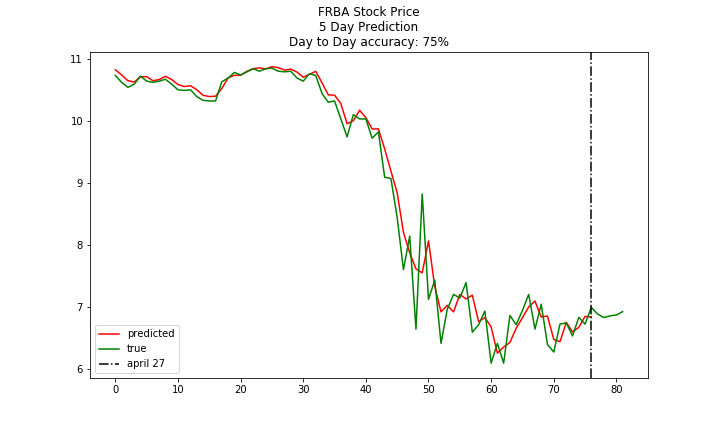 FRBA Stock Price
5 Day Prediction
Day to Day accuracy: 75%
11
10
9
8
7
6
predicted
true
april 27
0 10 20 30 40 50 60 70 80